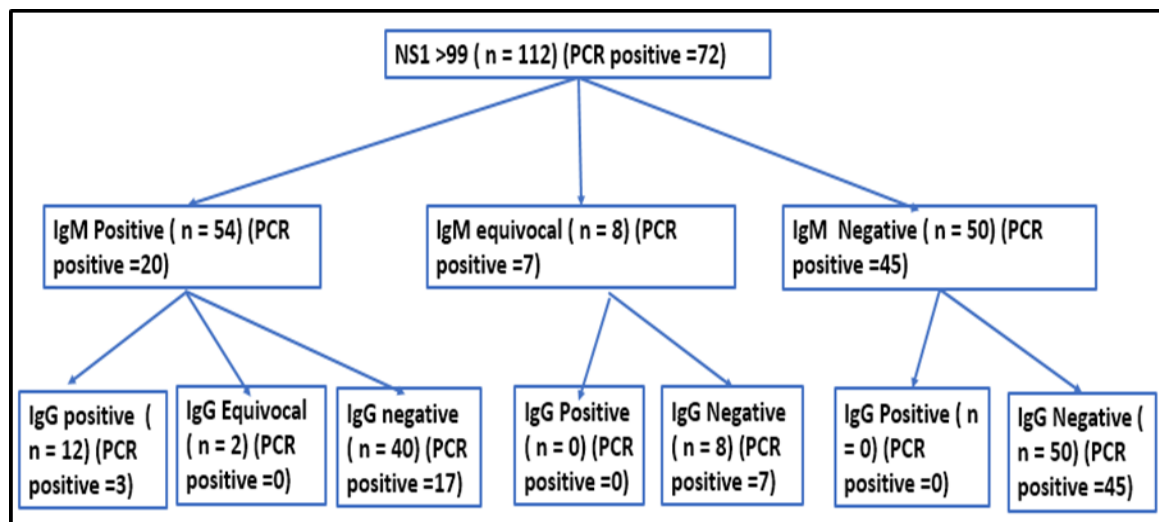 NS1 >99 ( n = 112) (PCR positive =72)
IgM Positive ( n = 54) (PCR
positive =20)
IgM equivocal ( n = 8) (PCR
positive =7)
IgM  Negative ( n = 50) (PCR
positive =45)
IgG positive  (
n = 12) (PCR
positive =3)
IgG Equivocal
( n = 2) (PCR
positive =0)
IgG negative
( n = 40) (PCR
positive =17)
IgG Positive
( n = 0) (PCR
positive =0)
IgG Negative
( n = 8) (PCR
positive =7)
IgG Positive ( n
= 0) (PCR
positive =0)
IgG Negative (
n = 50) (PCR
positive =45)